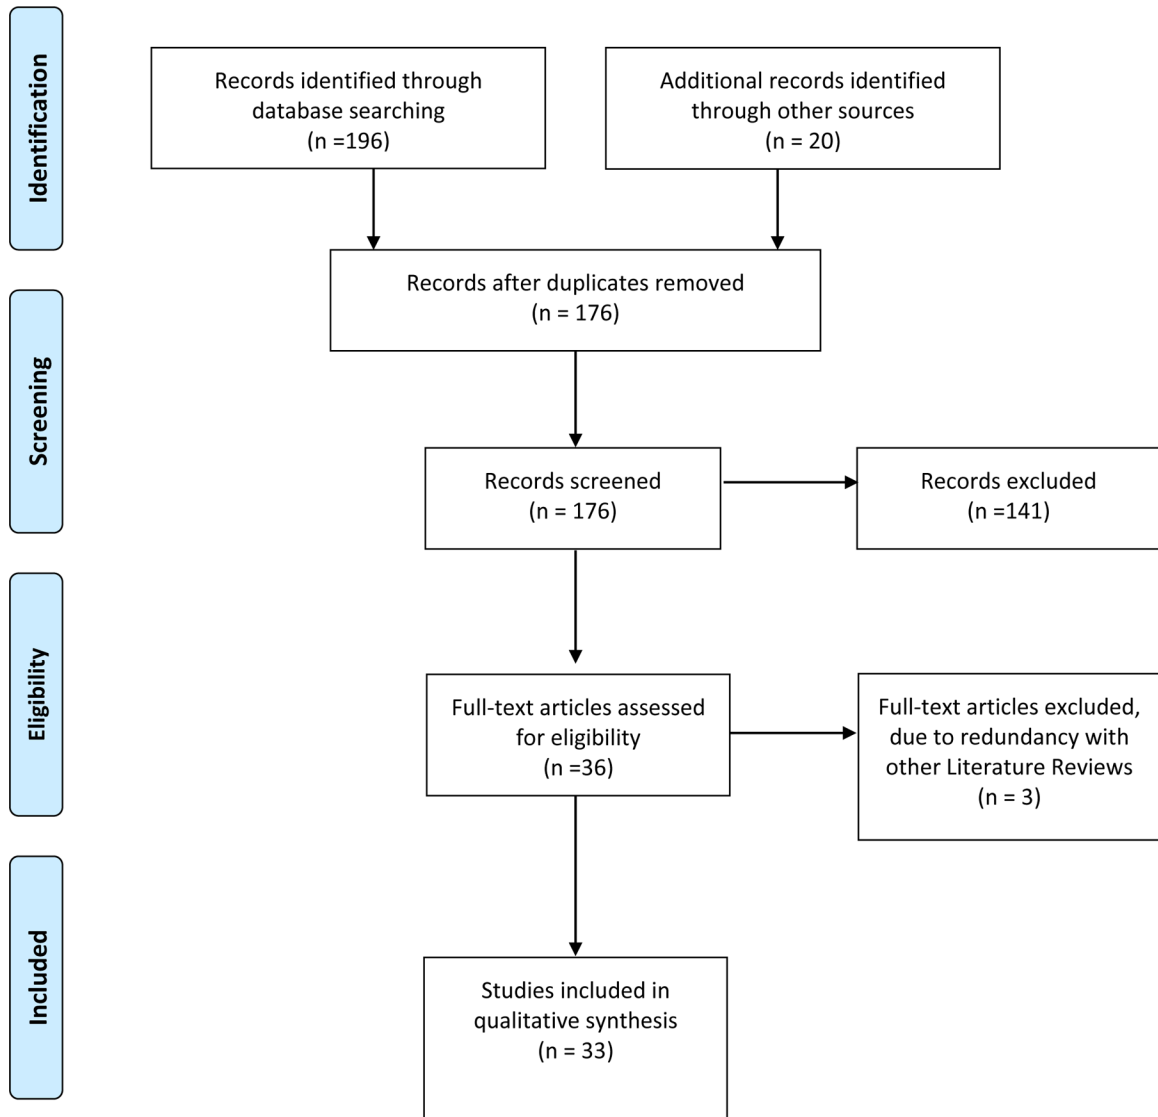 Identification
Records identified through
database searching
(n =196)
Additional records identified
through other sources
(n = 20)
Records after duplicates removed
(n = 176)
Screening
Records screened
(n = 176)
Records excluded
(n =141)
Eligibility
Full-text articles assessed
for eligibility
(n =36)
Full-text articles excluded,
due to redundancy with
other Literature Reviews
(n = 3)
Included
Studies included in
qualitative synthesis
(n = 33)